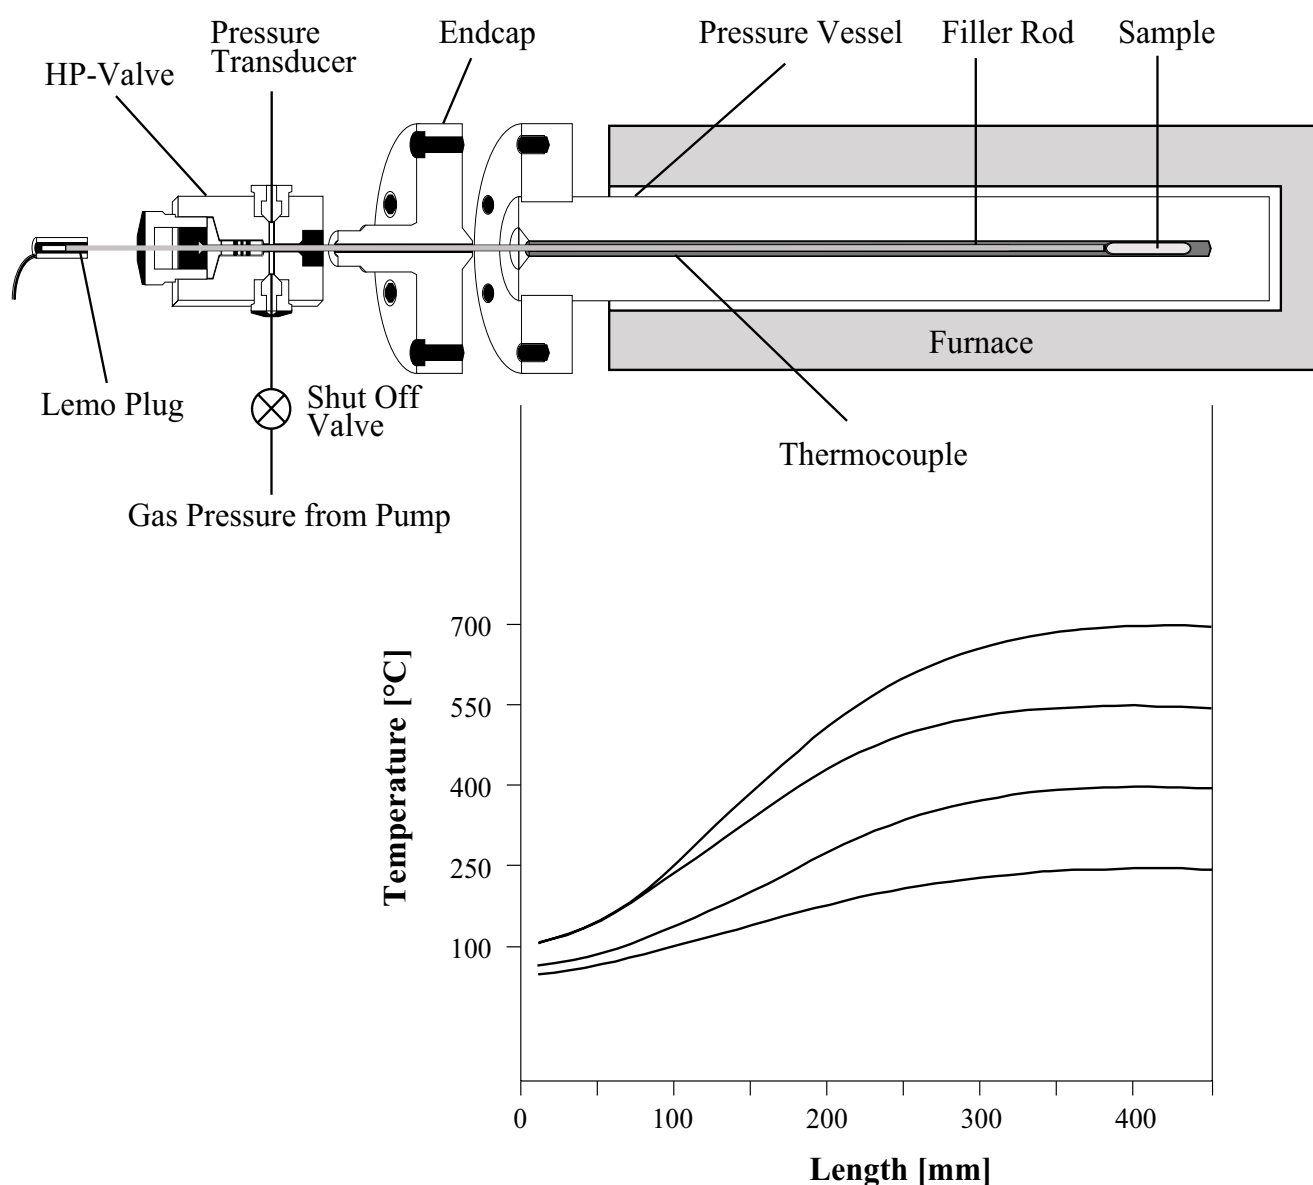 Pressure
Transducer
Endcap
Pressure Vessel
Filler Rod
Sample
HP-Valve
Furnace
Lemo Plug
Shut Off
Valve
Thermocouple
Gas Pressure from Pump
Temperature [°C]
700
550
400
250
100
0
100
200
300
400
Length [mm]